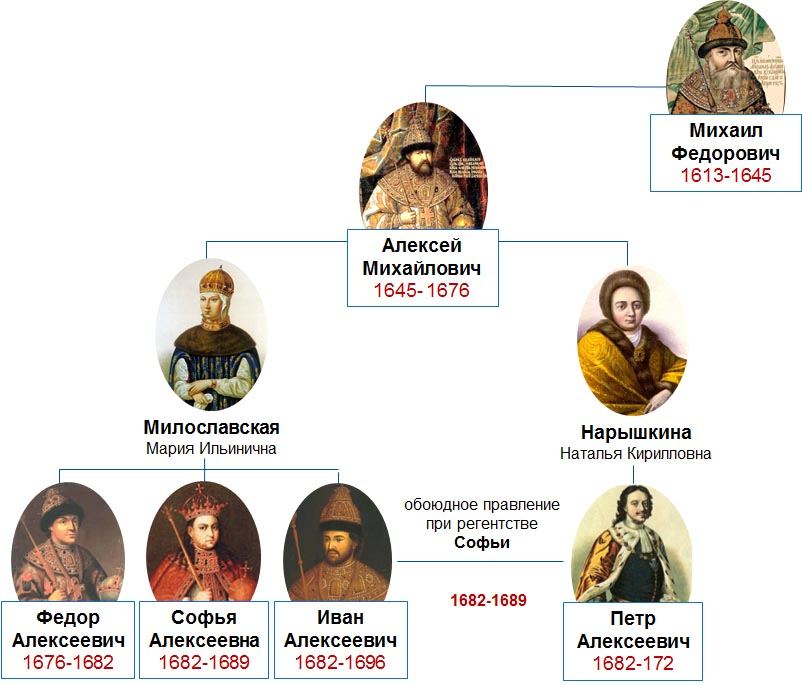 Михаил
Федорович
1613-1645
Алексей
Михайлович
1645- 1676
Милославская
Мария Ильинична
Нарышкина
Наталья Кирилловна
обоюдное правление
при регентстве
Софьи
1682-1689
Федор
Алексеевич
1676-1682
Софья
Алексеевна
1682-1689
Иван
Алексеевич
1682-1696
Петр
Алексеевич
1682-172